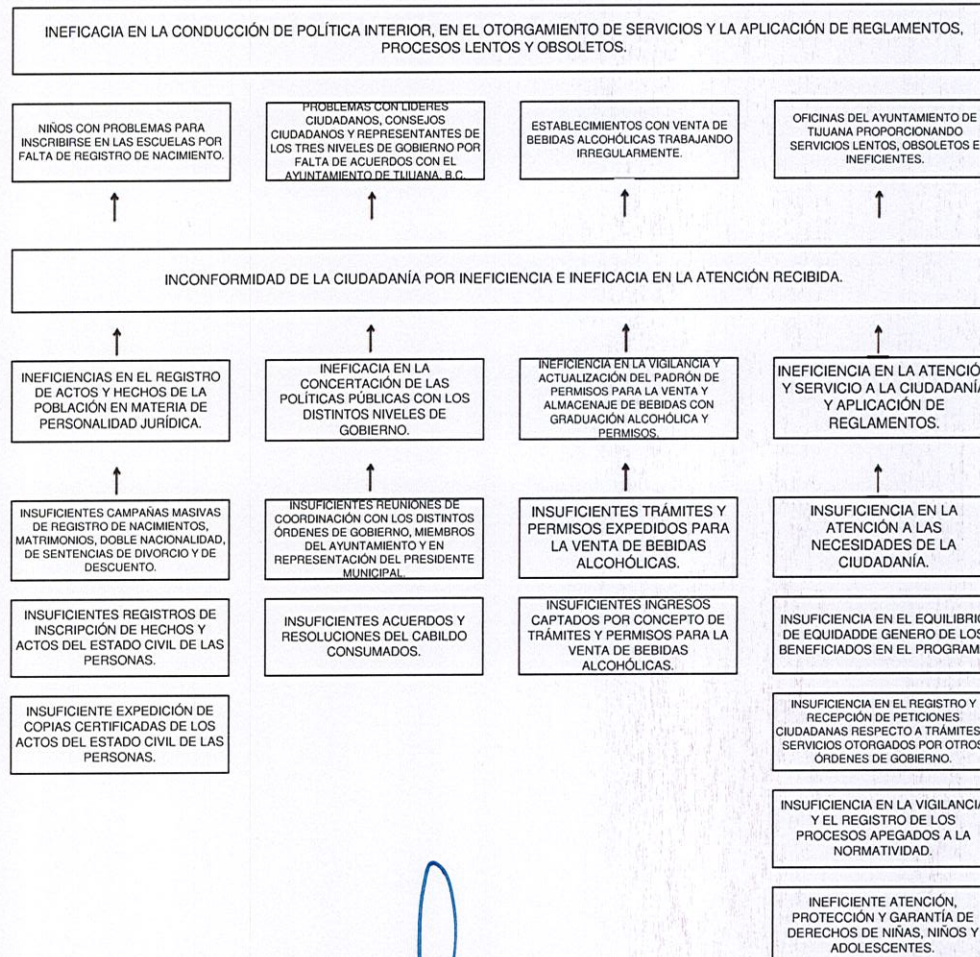 INEFICACIA EN LA CONDUCCIÓN DE POLÍTICA INTERIOR, EN EL OTORGAMIENTO DE SERVICIOS Y LA APLICACIÓN DE REGLAMENTOS,
PROCESOS LENTOS Y OBSOLETOS.
NIÑOS CON PROBLEMAS PARA
INSCRIBIRSE EN LAS ESCUELAS POR
FALTA DE REGISTRO DE NACIMIENTO.
PROBLEMAS CON LIDERES
CIUDADANOS, CONSEJOS
CIUDADANOS Y REPRESENTANTES DE
LOS TRES NIVELES DE GOBIERNO POR
FALTA DE ACUERDOS CON EL
AYUNTAMIENTO DE TIJUANA, B.C.
ESTABLECIMIENTOS CON VENTA DE
BEBIDAS ALCOHÓLICAS TRABAJANDO
IRREGULARMENTE.
OFICINAS DEL AYUNTAMIENTO DE
TIJUANA PROPORCIONANDO
SERVICIOS LENTOS, OBSOLETOS E
INEFICIENTES.
INCONFORMIDAD DE LA CIUDADANÍA POR INEFICIENCIA E INEFICACIA EN LA ATENCIÓN RECIBIDA.
INEFICIENCIAS EN EL REGISTRO
DE ACTOS Y HECHOS DE LA
POBLACIÓN EN MATERIA DE
PERSONALIDAD JURÍDICA.
INEFICACIA EN LA
CONCERTACIÓN DE LAS
POLÍTICAS PÚBLICAS CON LOS
DISTINTOS NIVELES DE
GOBIERNO.
INEFICIENCIA EN LA VIGILANCIA Y
ACTUALIZACIÓN DEL PADRÓN DE
PERMISOS PARA LA VENTA Y
ALMACENAJE DE BEBIDAS CON
GRADUACIÓN ALCOHÓLICA Y
PERMISOS.
INEFICIENCIA EN LA ATENCIÓ
Y SERVICIO A LA CIUDADANÍA
Y APLICACIÓN DE
REGLAMENTOS.
INSUFICIENTES CAMPAÑAS MASIVAS
DE REGISTRO DE NACIMIENTOS,
MATRIMONIOS, DOBLE NACIONALIDAD,
DE SENTENCIAS DE DIVORCIO Y DE
DESCUENTO.
INSUFICIENTES REUNIONES DE
COORDINACIÓN CON LOS DISTINTOS
ÓRDENES DE GOBIERNO, MIEMBROS
DEL AYUNTAMIENTO Y EN
REPRESENTACIÓN DEL PRESIDENTE
MUNICIPAL.
INSUFICIENTES TRÁMITES Y
PERMISOS EXPEDIDOS PARA
LA VENTA DE BEBIDAS
ALCOHÓLICAS.
INSUFICIENCIA EN LA
ATENCIÓN A LAS
NECESIDADES DE LA
CIUDADANÍA.
INSUFICIENTES REGISTROS DE
INSCRIPCIÓN DE HECHOS Y
ACTOS DEL ESTADO CIVIL DE LAS
PERSONAS.
INSUFICIENTES ACUERDOS Y
RESOLUCIONES DEL CABILDO
CONSUMADOS.
INSUFICIENTES INGRESOS
CAPTADOS POR CONCEPTO DE
TRÁMITES Y PERMISOS PARA LA
VENTA DE BEBIDAS
ALCOHÓLICAS.
INSUFICIENCIA EN EL EQUILIBRIO
DE EQUIDADDE GENERO DE LOS
BENEFICIADOS EN EL PROGRAM
INSUFICIENTE EXPEDICIÓN DE
COPIAS CERTIFICADAS DE LOS
ACTOS DEL ESTADO CIVIL DE LAS
PERSONAS.
INSUFICIENCIA EN EL REGISTRO Y
RECEPCIÓN DE PETICIONES
CIUDADANAS RESPECTO A TRÁMITES
SERVICIOS OTORGADOS POR OTROS
ÓRDENES DE GOBIERNO.
INSUFICIENCIA EN LA VIGILANCIA
Y EL REGISTRO DE LOS
PROCESOS APEGADOS A LA
NORMATIVIDAD.
INEFICIENTE ATENCIÓN,
PROTECCIÓN Y GARANTÍA DE
DERECHOS DE NIÑAS, NIÑOS Y
ADOLESCENTES.